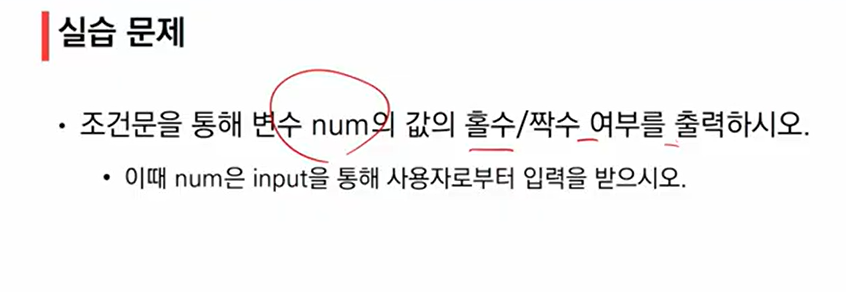 실습 문제
• 조건문을 통해 변수 num의 값의 홀수/짝수 여부를 출력하시오.
• 이때 num은 input을 통해 사용자로부터 입력을 받으시오.